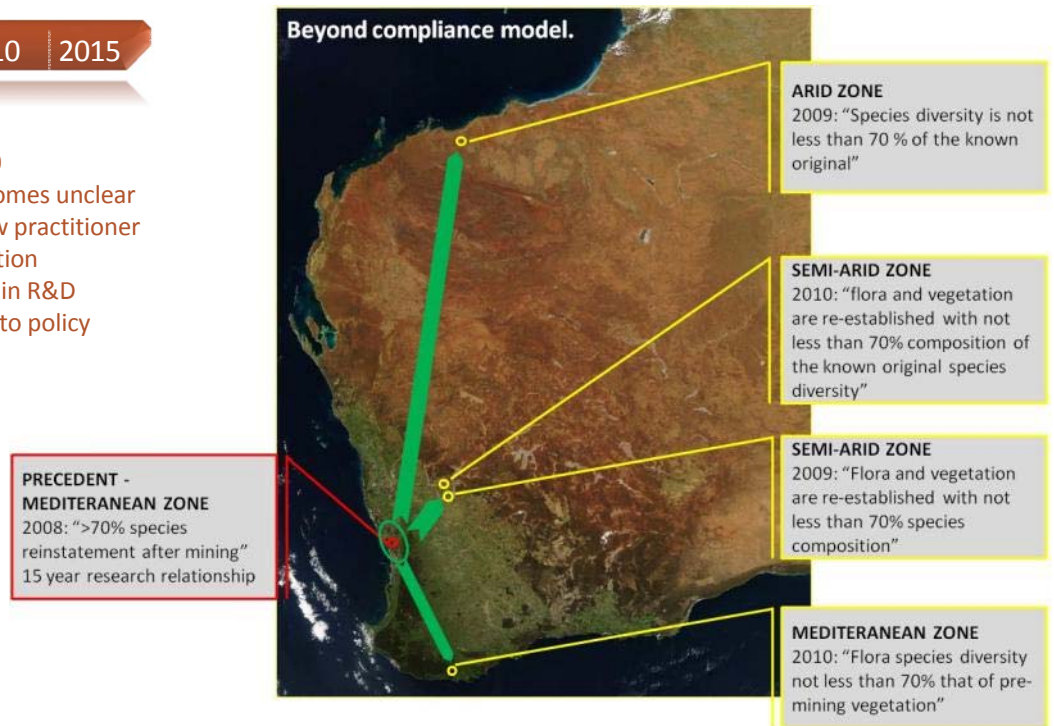 2015
Beyond compliance model.
unclear
practitioner
in R&D
to policy
PRECEDENT -
MEDITERANEAN ZONE
2008: “>70% species
reinstatement after mining”
15 year research relationship
ARID ZONE
2009: “Species diversity is not
less than 70 % of the known
original”
SEMI-ARID ZONE
2010: “flora and vegetation
are re-established with not
less than 70% composition of
the known original species
diversity”
SEMI-ARID ZONE
2009: “Flora and vegetation
are re-established with not
less than 70% species
composition”
MEDITERANEAN ZONE
2010: “Flora species diversity
not less than 70% that of pre-
mining vegetation”